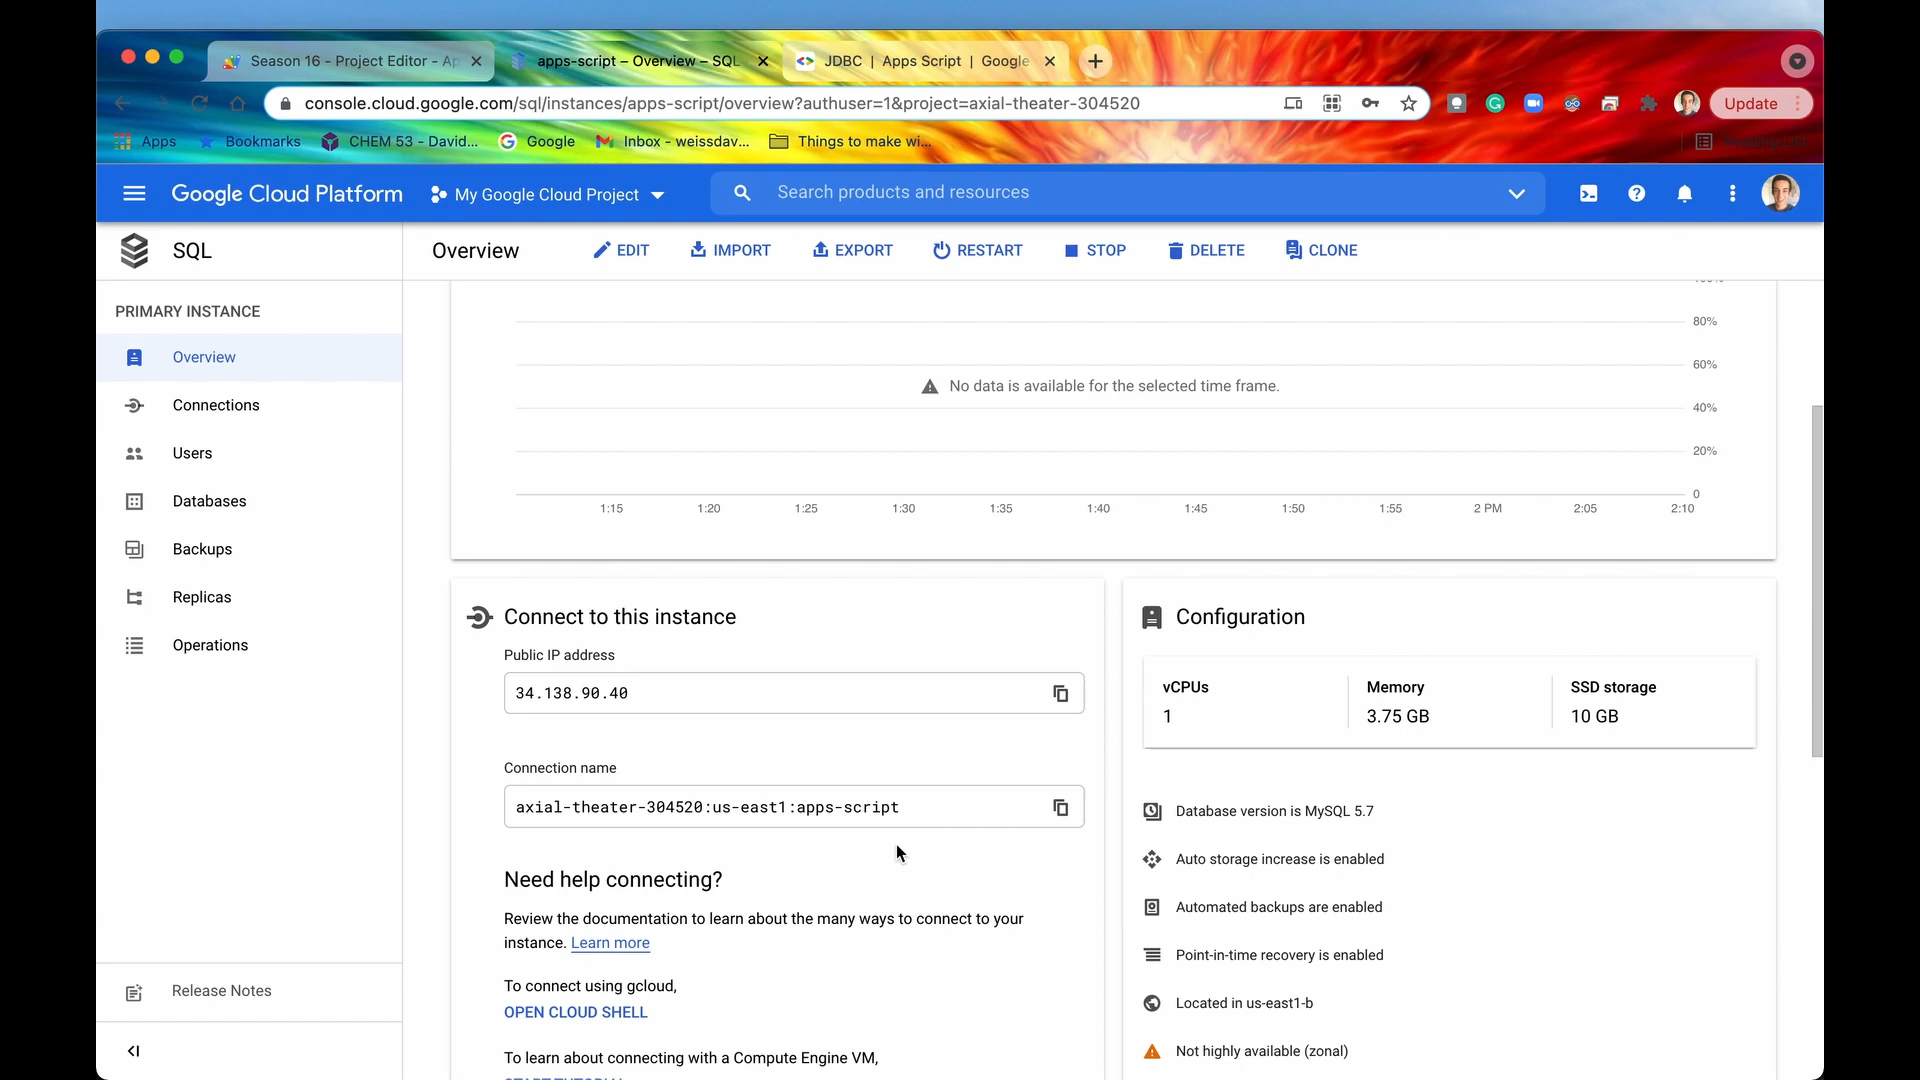 Season 16 - Project Editor - Ap
apps-script – Overview – SQL
JDBC | Apps Script | Google
console.cloud.google.com/sql/instances/apps-script/overview?authuser=1&project=axial-theater-304520
Update
Apps
Bookmarks
CHEM 53 - David...
Google
Inbox - weissdav...
Things to make wi...
Reading List
Google Cloud Platform
My Google Cloud Project
Search products and resources
SQL
Overview
EDIT
IMPORT
EXPORT
RESTART
STOP
DELETE
CLONE
PRIMARY INSTANCE
Overview
Connections
Users
Databases
Backups
Replicas
Operations
Release Notes
100%
80%
60%
40%
20%
0
No data is available for the selected time frame.
1:15
1:20
1:25
1:30
1:35
1:40
1:45
1:50
1:55
2 PM
2:05
2:10
Connect to this instance
Public IP address
34.138.90.40
Connection name
axial-theater-304520:us-east1:apps-script
Need help connecting?
Review the documentation to learn about the many ways to connect to your
instance. Learn more
To connect using gcloud,
OPEN CLOUD SHELL
To learn about connecting with a Compute Engine VM,
START TUTORIAL
Configuration
vCPUs
1
Memory
3.75 GB
SSD storage
10 GB
Database version is MySQL 5.7
Auto storage increase is enabled
Automated backups are enabled
Point-in-time recovery is enabled
Located in us-east1-b
Not highly available (zonal)